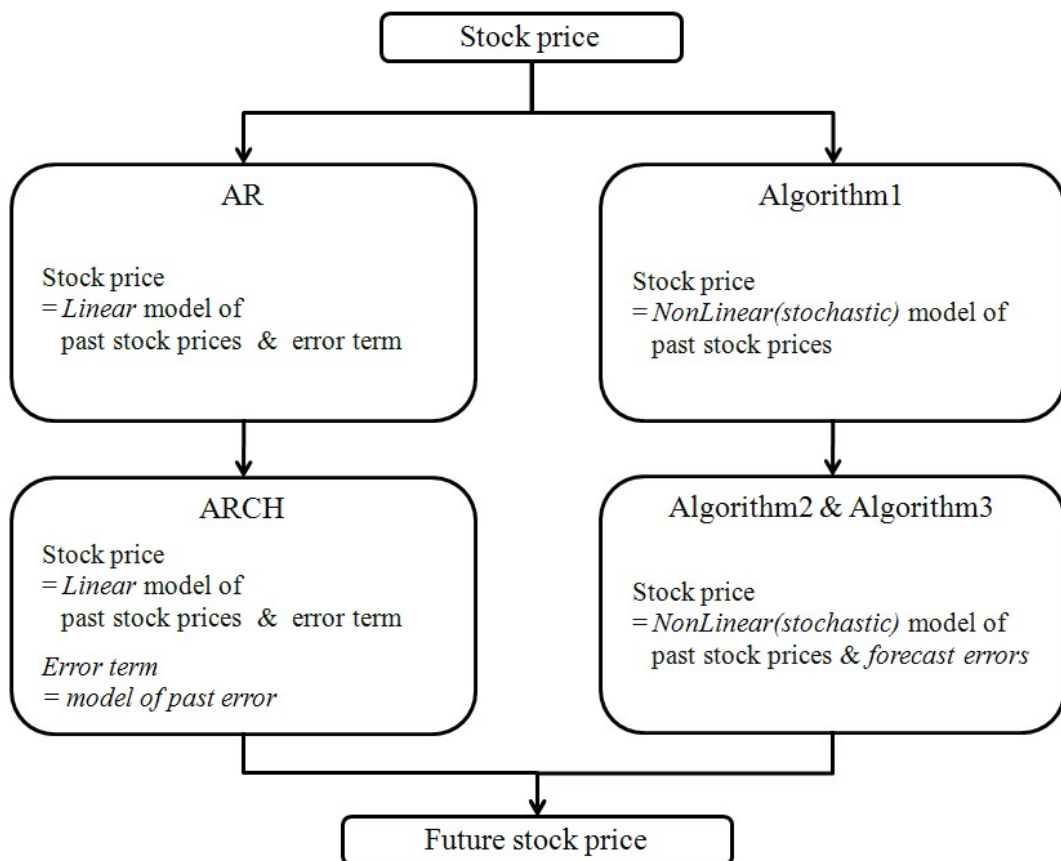 Stock price
AR
Stock price
= Linear model of
past stock prices & error term
Algorithm1
Stock price
= NonLinear(stochastic) model of
past stock prices
ARCH
Stock price
= Linear model of
past stock prices & error term
Error term
= model of past error
Algorithm2 & Algorithm3
Stock price
= NonLinear(stochastic) model of
past stock prices & forecast errors
Future stock price